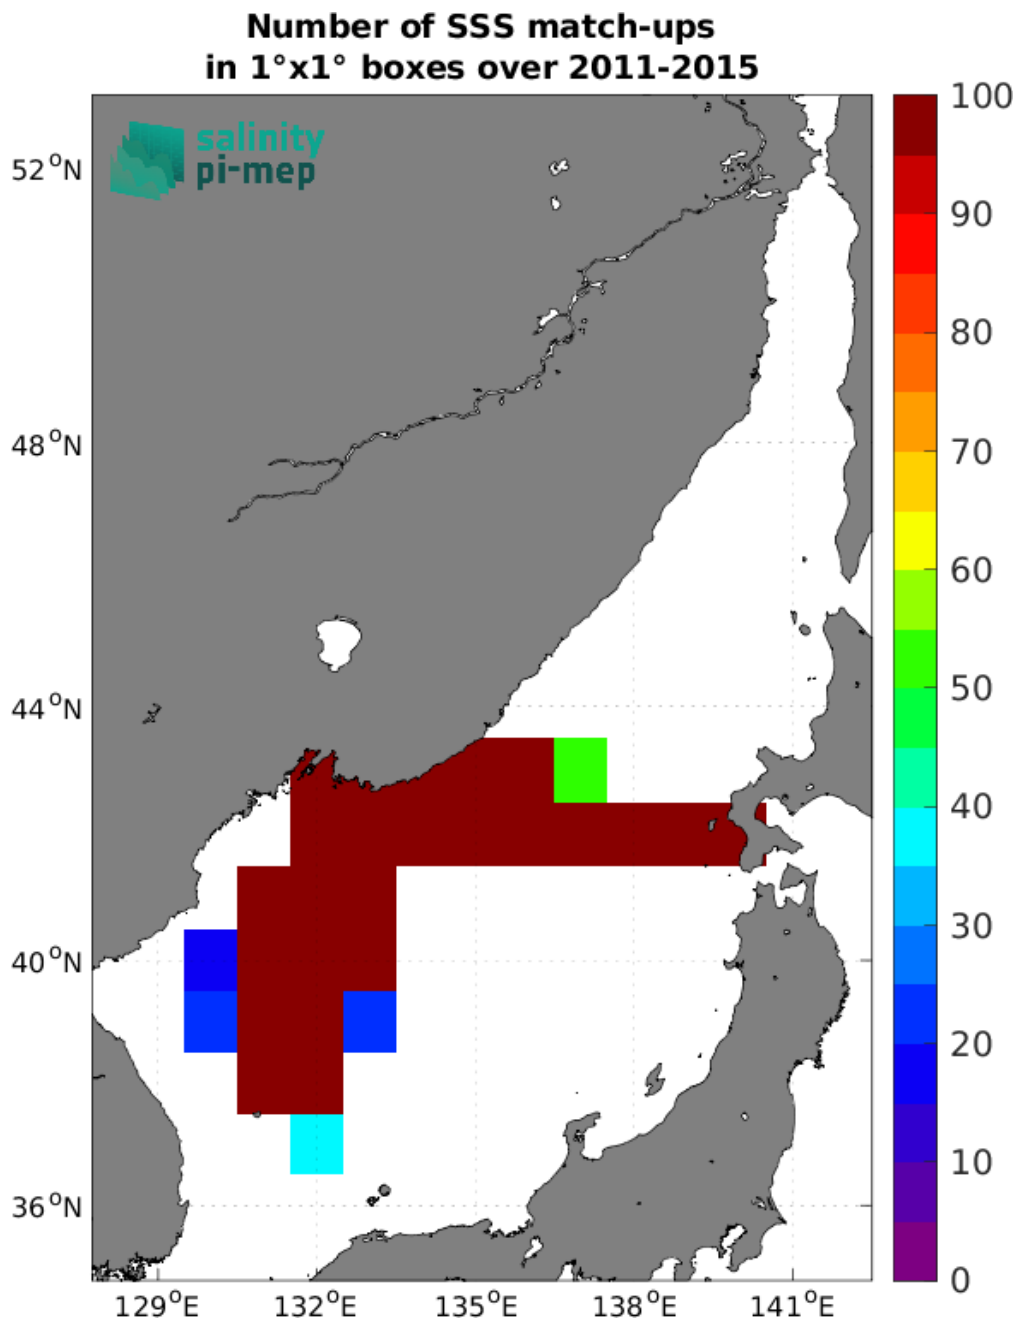 Number of SSS match-ups
in 1°x1° boxes over 2011-2015
salinity
pi-mep
52°N
48°N
44°N
40°N
36°N
129°E 132°E 135°E 138°E 141°E
100
90
80
70
60
50
40
30
20
10
0